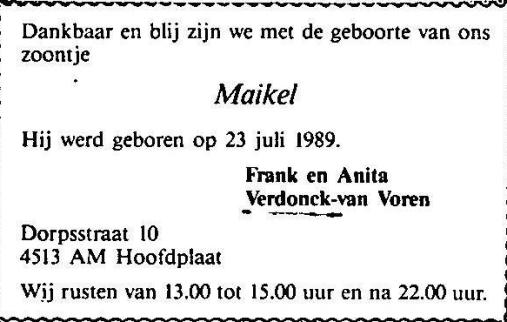 Dankbaar en blij zijn we met de geboorte van ons
zoontje
Maikel
Hij werd geboren op 23 juli 1989.
Frank en Anita
Verdonck-van Voren
Dorpsstraat 10
4513 AM Hoofdplaat
Wij rusten van 13.00 tot 15.00 uur en na 22.00 uur.